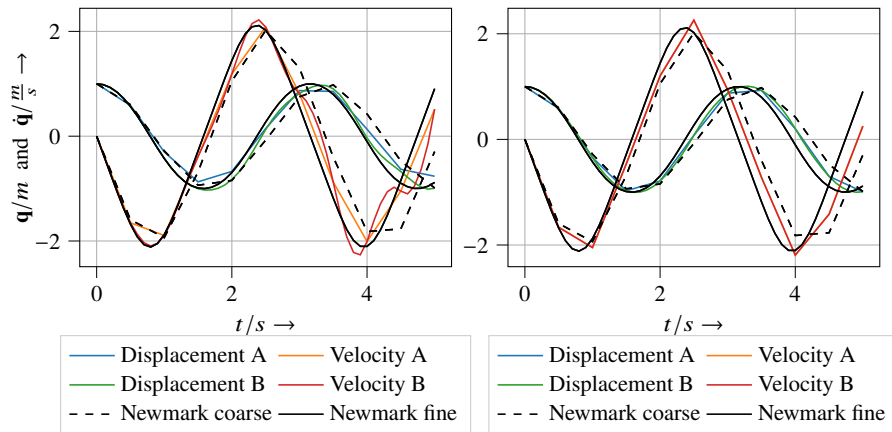 q/m and q̇/m/s →
2
0
−2
0
2
4
t/s →
Displacement A
Velocity A
Displacement B
Velocity B
Newmark coarse
Newmark fine
2
0
−2
0
2
4
t/s →
Displacement A
Velocity A
Displacement B
Velocity B
Newmark coarse
Newmark fine